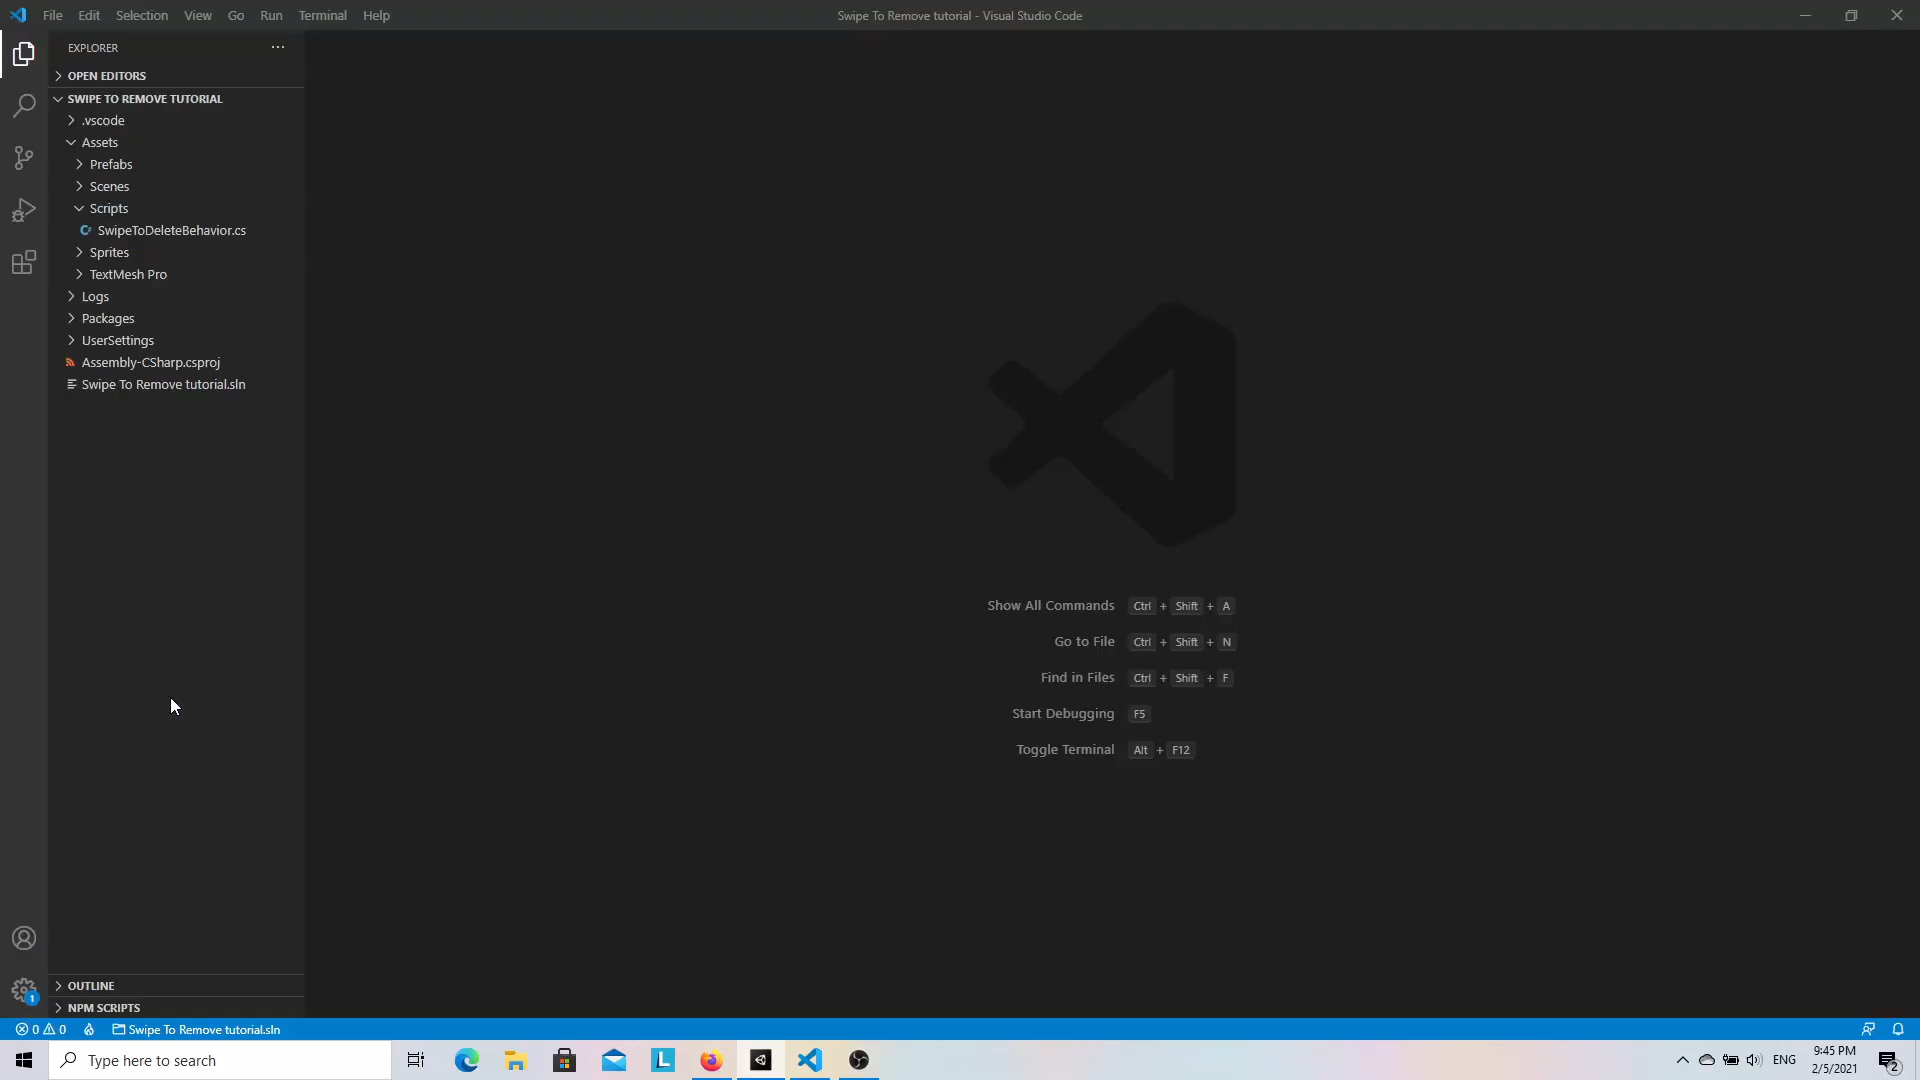 File Edit Selection View Go Run Terminal Help
Swipe To Remove tutorial - Visual Studio Code
EXPLORER
OPEN EDITORS
SWIPE TO REMOVE TUTORIAL
.vscode
Assets
Prefabs
Scenes
Scripts
SwipeToDeleteBehavior.cs
Sprites
TextMesh Pro
Logs
Packages
UserSettings
Assembly-CSharp.csproj
Swipe To Remove tutorial.sln
Show All Commands Ctrl + Shift + A
Go to File Ctrl + Shift + N
Find in Files Ctrl + Shift + F
Start Debugging F5
Toggle Terminal Alt + F12
OUTLINE
1
NPM SCRIPTS
0 0 Swipe To Remove tutorial.sln
Type here to search
L
ENG
9:45 PM
2/5/2021
2